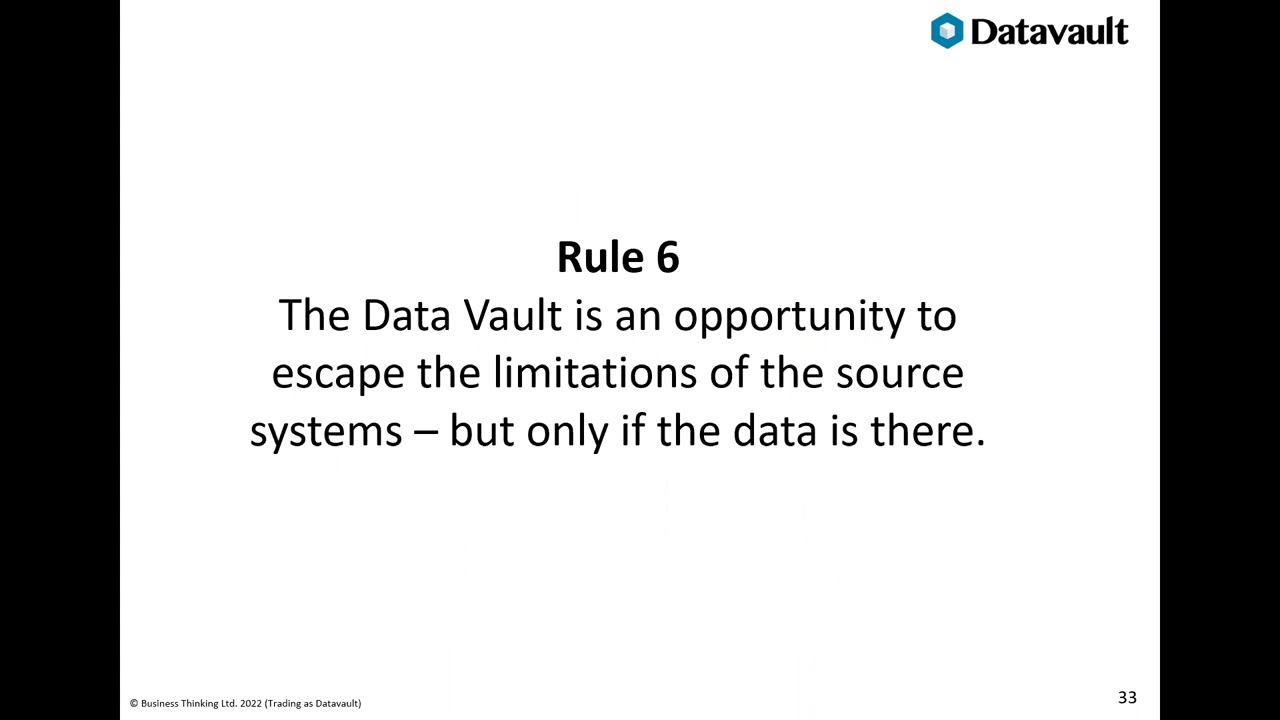 Datavault
Rule 6
The Data Vault is an opportunity to
escape the limitations of the source
systems – but only if the data is there.
© Business Thinking Ltd. 2022 (Trading as Datavault)
33